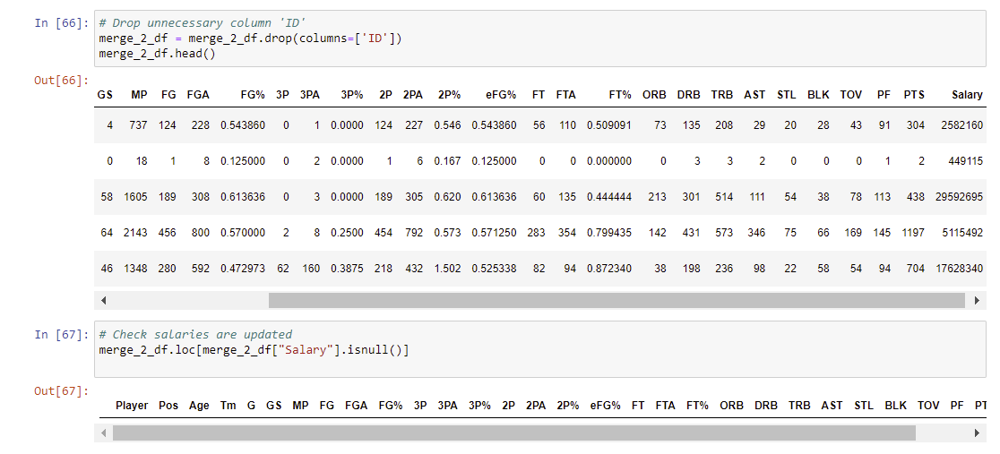 In [66]: # Drop unnecessary column 'ID'
merge_2_df = merge_2_df.drop(columns=['ID'])
merge_2_df.head()
Out[66]:
GS MP FG FGA FG% 3P 3PA 3P% 2P 2PA 2P% eFG% FT FTA FT% ORB DRB TRB AST STL BLK TOV PF PTS Salary
4 737 124 228 0.543860 0 1 0.0000 124 227 0.546 0.543860 56 110 0.509091 73 135 208 29 20 28 43 91 304 2582160
0 18 1 8 0.125000 0 2 0.0000 1 6 0.167 0.125000 0 0 0.000000 0 3 3 2 0 0 0 1 2 449115
58 1605 189 308 0.613636 0 3 0.0000 189 305 0.620 0.613636 60 135 0.444444 213 301 514 111 54 38 78 113 438 29592695
64 2143 456 800 0.570000 2 8 0.2500 454 792 0.573 0.571250 283 354 0.799435 142 431 573 346 75 66 169 145 1197 5115492
46 1348 280 592 0.472973 62 160 0.3875 218 432 1.502 0.525338 82 94 0.872340 38 198 236 98 22 58 54 94 704 17628340
In [67]: # Check salaries are updated
merge_2_df.loc[merge_2_df["Salary"].isnull()]
Out[67]:
Player Pos Age Tm G GS MP FG FGA FG% 3P 3PA 3P% 2P 2PA 2P% eFG% FT FTA FT% ORB DRB TRB AST STL BLK TOV PF PT